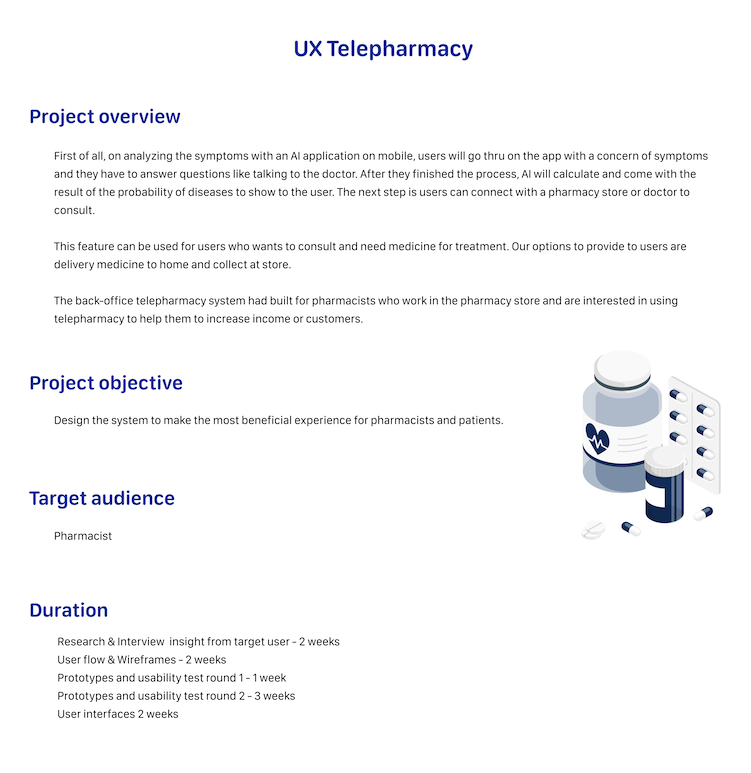 UX Telepharmacy
Project overview
First of all, on analyzing the symptoms with an AI application on mobile, users will go thru on the app with a concern of symptoms
and they have to answer questions like talking to the doctor. After they finished the process, AI will calculate and come with the
result of the probability of diseases to show to the user. The next step is users can connect with a pharmacy store or doctor to
consult.
This feature can be used for users who wants to consult and need medicine for treatment. Our options to provide to users are
delivery medicine to home and collect at store.
The back-office telepharmacy system had built for pharmacists who work in the pharmacy store and are interested in using
telepharmacy to help them to increase income or customers.
Project objective
Design the system to make the most beneficial experience for pharmacists and patients.
Target audience
Pharmacist
Duration
Research & Interview  insight from target user - 2 weeks
User flow & Wireframes - 2 weeks
Prototypes and usability test round 1 - 1 week
Prototypes and usability test round 2 - 3 weeks
User interfaces 2 weeks